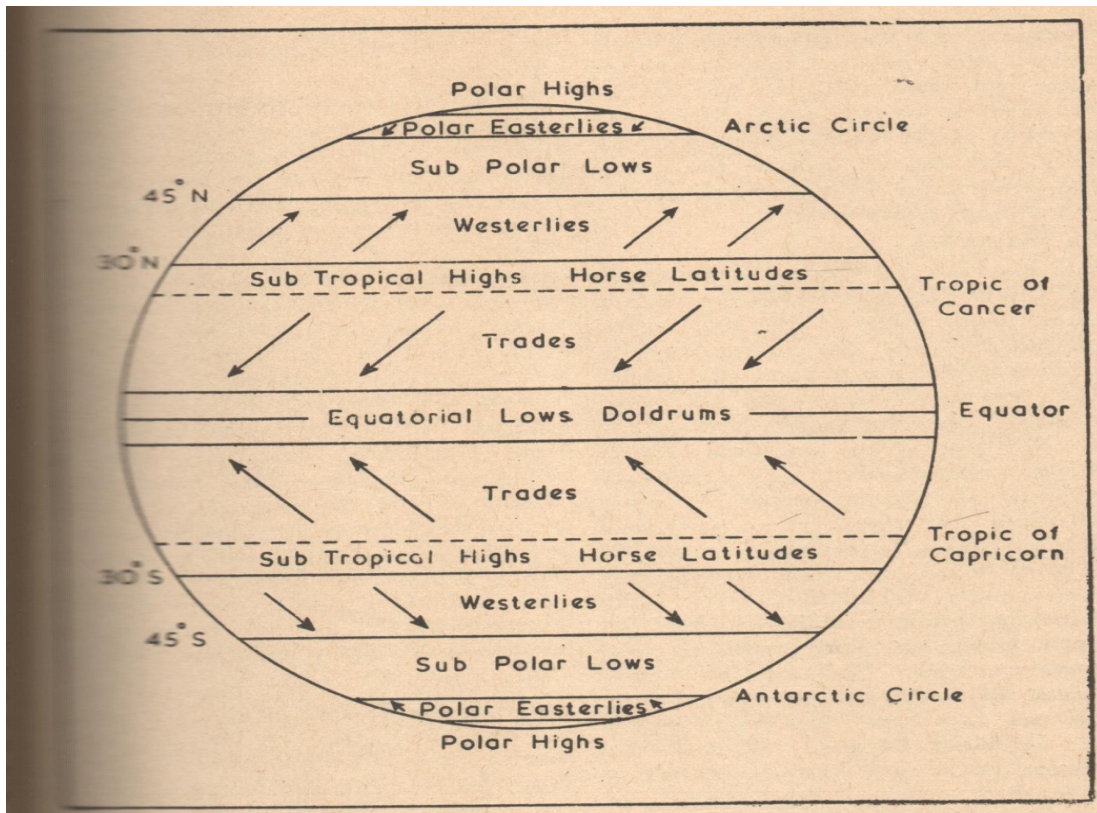 Polar Highs
Polar Easterlies
Arctic Circle
Sub Polar Lows
45° N
Westerlies
30° N
Sub Tropical Highs Horse Latitudes
Tropic of
Cancer
Trades
Equatorial Lows Doldrums
Equator
Trades
Tropic of
Capricorn
Sub Tropical Highs Horse Latitudes
30° S
Westerlies
45° S
Sub Polar Lows
Antarctic Circle
Polar Easterlies
Polar Highs